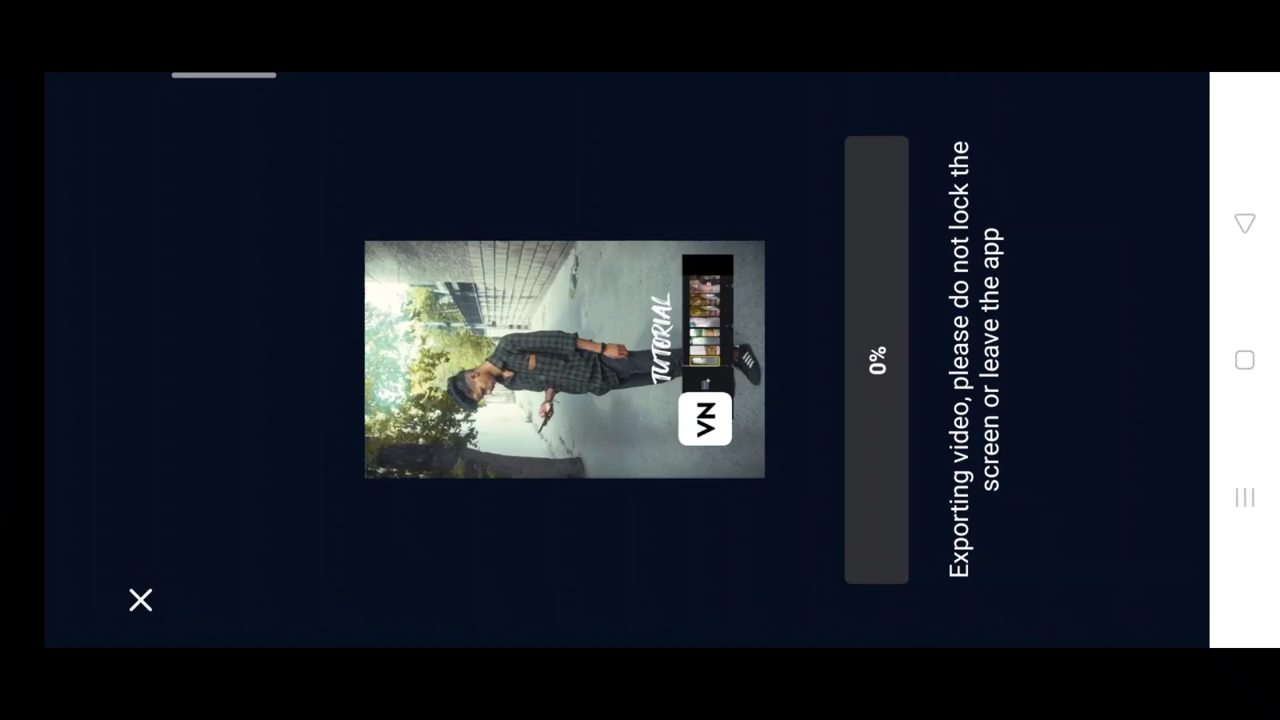 TUTORIAL
VN
0%
Exporting video, please do not lock the
screen or leave the app